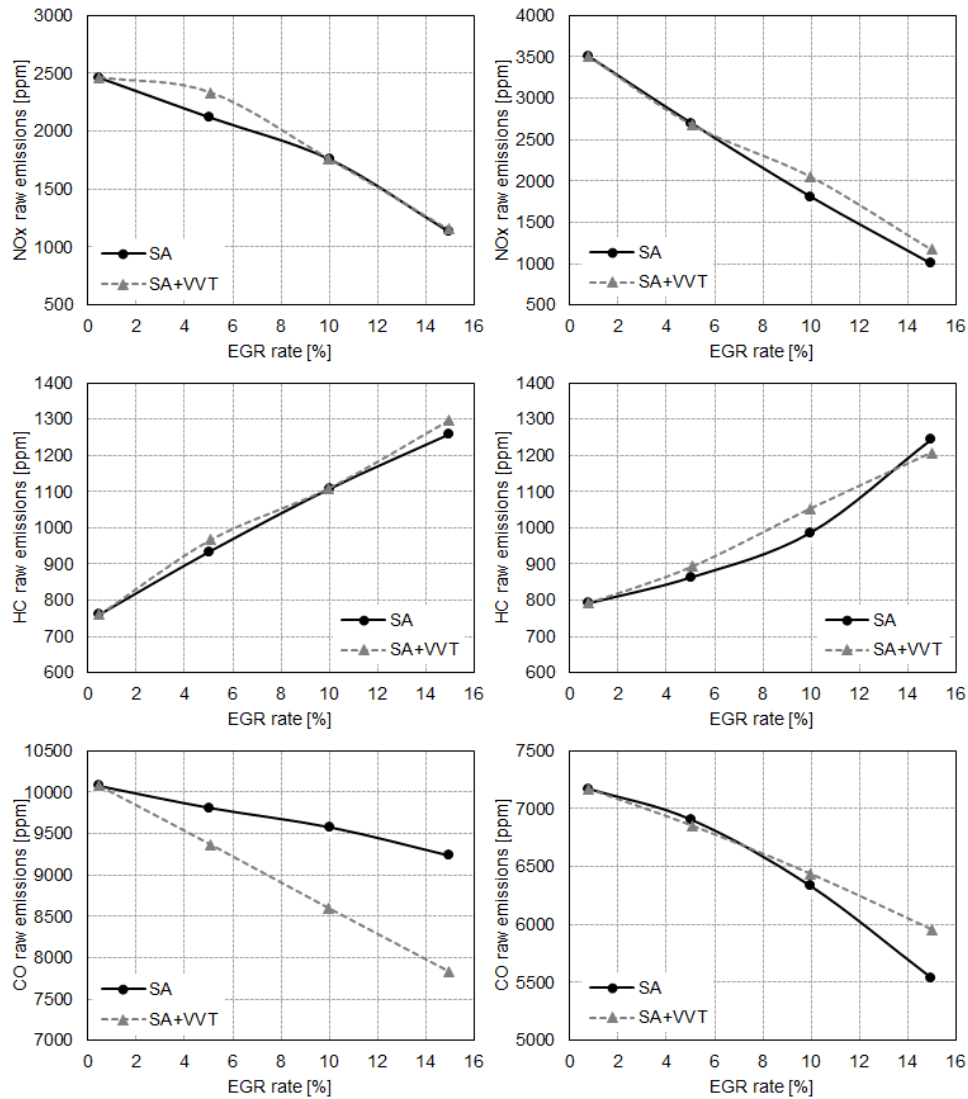 NOx raw emissions [ppm]
3000
2500
2000
1500
1000
500
SA
SA+VVT
0 2 4 6 8 10 12 14 16
EGR rate [%]
NOx raw emissions [ppm]
4000
3500
3000
2500
2000
1500
1000
500
SA
SA+VVT
0 2 4 6 8 10 12 14 16
EGR rate [%]
HC raw emissions [ppm]
1400
1300
1200
1100
1000
900
800
700
600
SA
SA+VVT
0 2 4 6 8 10 12 14 16
EGR rate [%]
HC raw emissions [ppm]
1400
1300
1200
1100
1000
900
800
700
600
SA
SA+VVT
0 2 4 6 8 10 12 14 16
EGR rate [%]
CO raw emissions [ppm]
10500
10000
9500
9000
8500
8000
7500
7000
SA
SA+VVT
0 2 4 6 8 10 12 14 16
EGR rate [%]
CO raw emissions [ppm]
7500
7000
6500
6000
5500
5000
SA
SA+VVT
0 2 4 6 8 10 12 14 16
EGR rate [%]